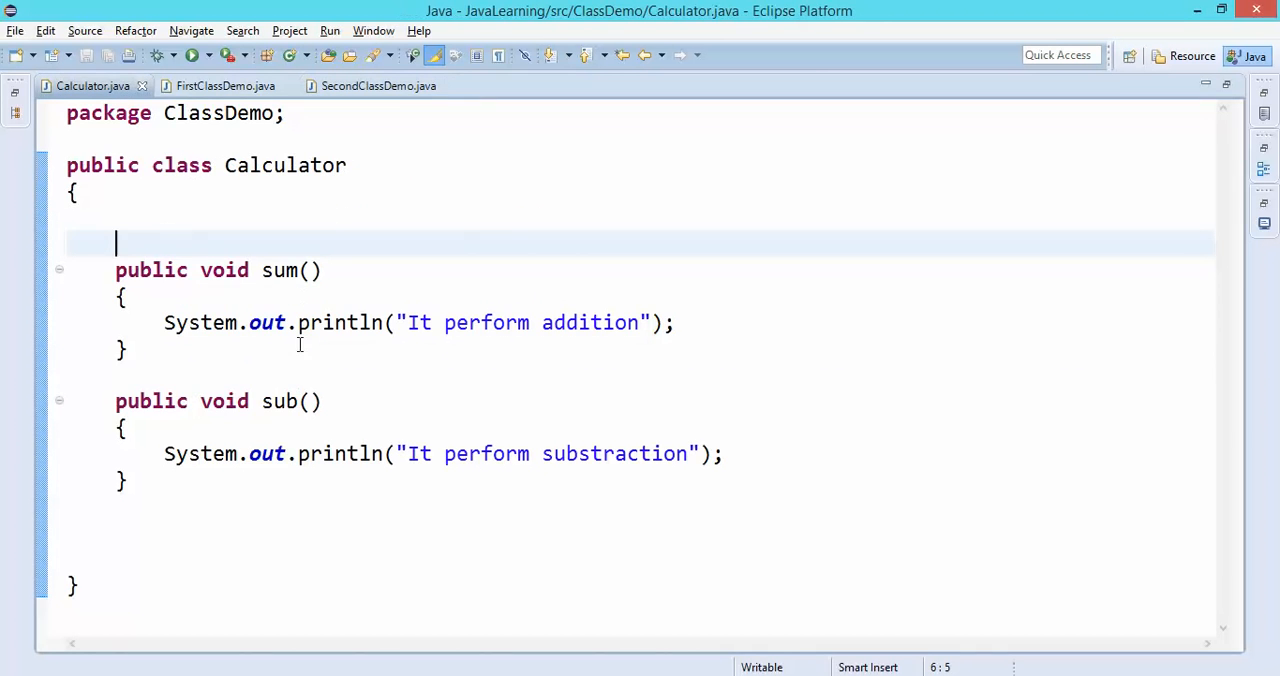 Java - JavaLearning/src/ClassDemo/Calculator.java - Eclipse Platform
File Edit Source Refactor Navigate Search Project Run Window Help
Quick Access Resource Java
Calculator.java FirstClassDemo.java SecondClassDemo.java
package ClassDemo;
public class Calculator
{
public void sum()
{
System.out.println("It perform addition");
}
public void sub()
{
System.out.println("It perform substraction");
}
}
Writable Smart Insert 6 : 5